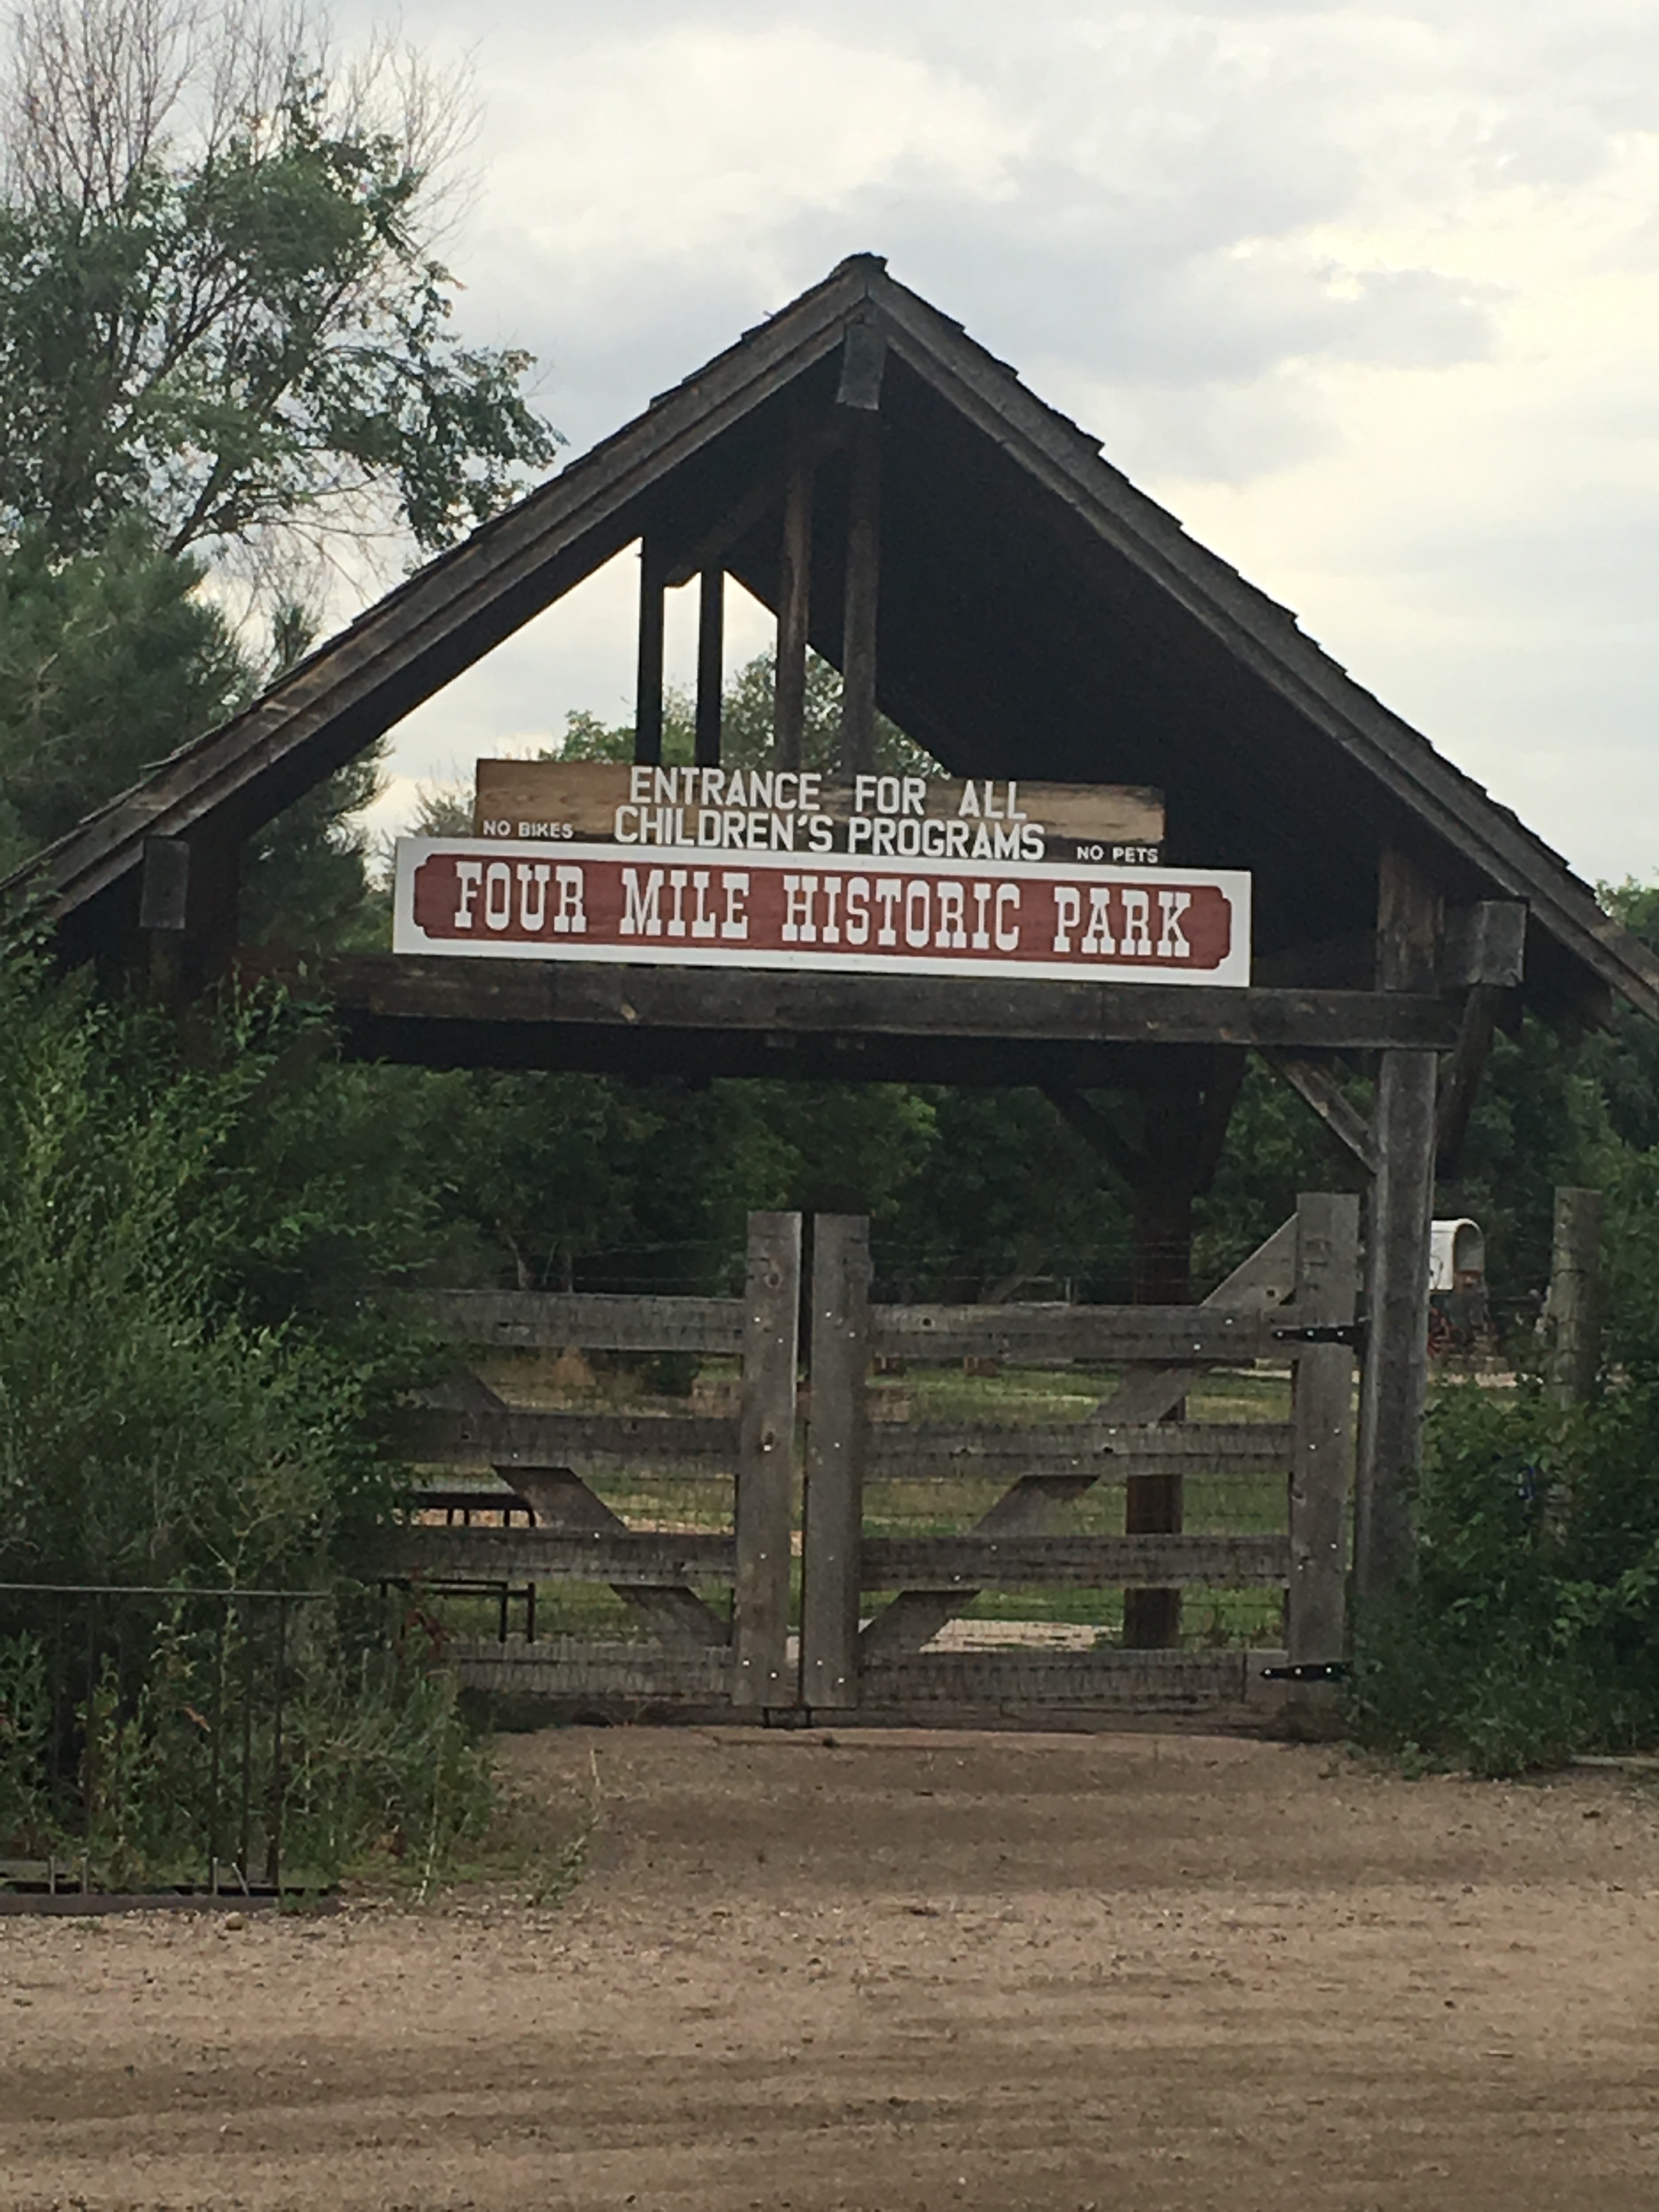 ENTRANCE FOR ALL
NO BIKES CHILDREN'S PROGRAMS NO PETS
FOUR MILE HISTORIC PARK